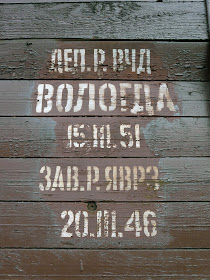 ДЕП. Р. ВЧД
ВОЛОГДА
15.III.51
ЗАВ. Р. ЯВРЗ
20.III.46